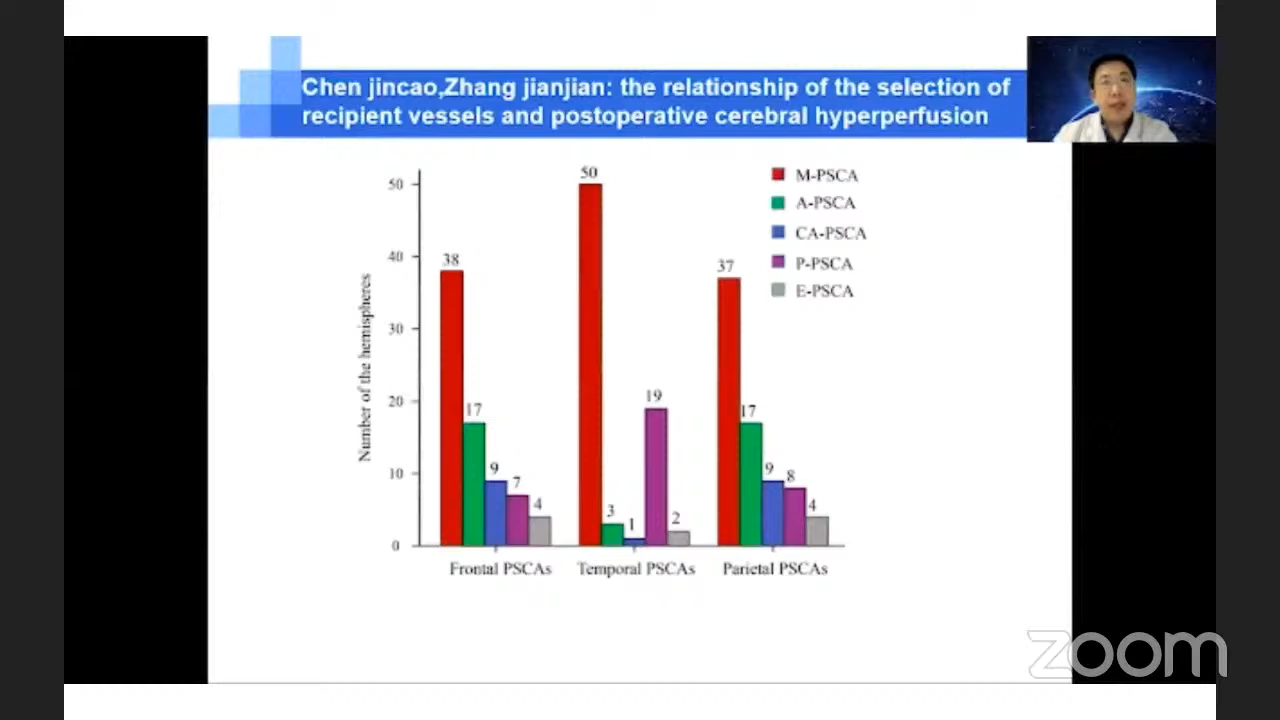 Chen jincao,Zhang jianjian: the relationship of the selection of
recipient vessels and postoperative cerebral hyperperfusion
M-PSCA
A-PSCA
CA-PSCA
P-PSCA
E-PSCA
Number of the hemispheres
50
40
30
20
10
0
38
17
9
7
4
50
3
1
19
2
37
17
9
8
4
Frontal PSCAs
Temporal PSCAs
Parietal PSCAs
zoom